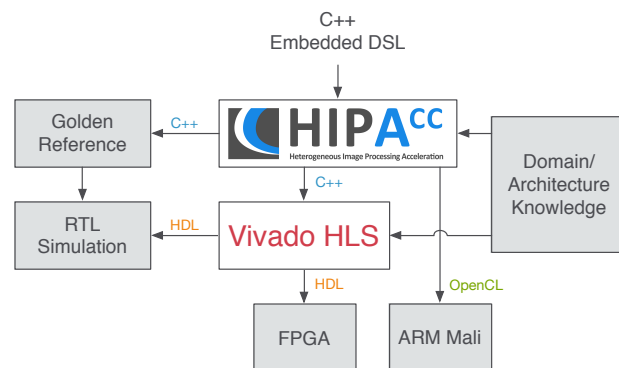 C++
Embedded DSL
Golden
Reference
C++
HIPAcc
Heterogeneous Image Processing Acceleration
Domain/
Architecture
Knowledge
C++
RTL
Simulation
HDL
Vivado HLS
HDL
OpenCL
FPGA
ARM Mali